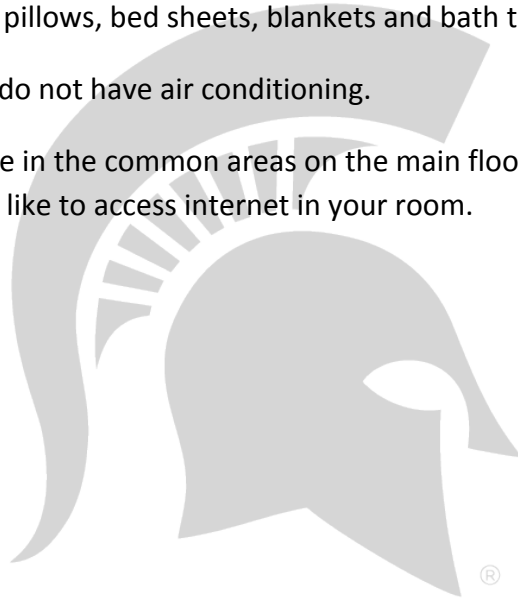 pillows, bed sheets, blankets and bath t
do not have air conditioning.
e in the common areas on the main floo
like to access internet in your room.
®